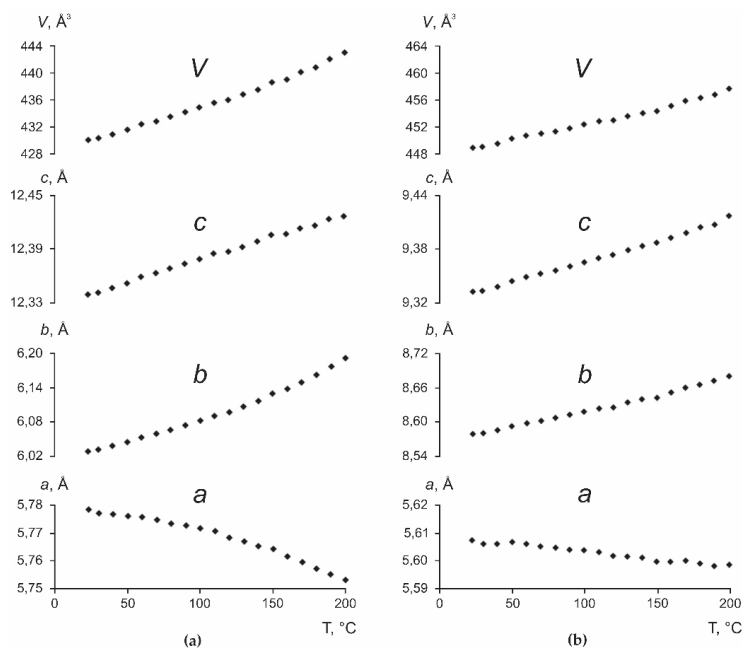 V, Å³
444
440
436
432
428
V
c, Å
12,45
12,39
12,33
c
b, Å
6,20
6,14
6,08
6,02
b
a, Å
5,78
5,77
5,76
5,75
a
0 50 100 150 200
T, °C
(a)
V, Å³
464
460
456
452
448
V
c, Å
9,44
9,38
9,32
c
b, Å
8,72
8,66
8,60
8,54
b
a, Å
5,62
5,61
5,60
5,59
a
0 50 100 150 200
T, °C
(b)